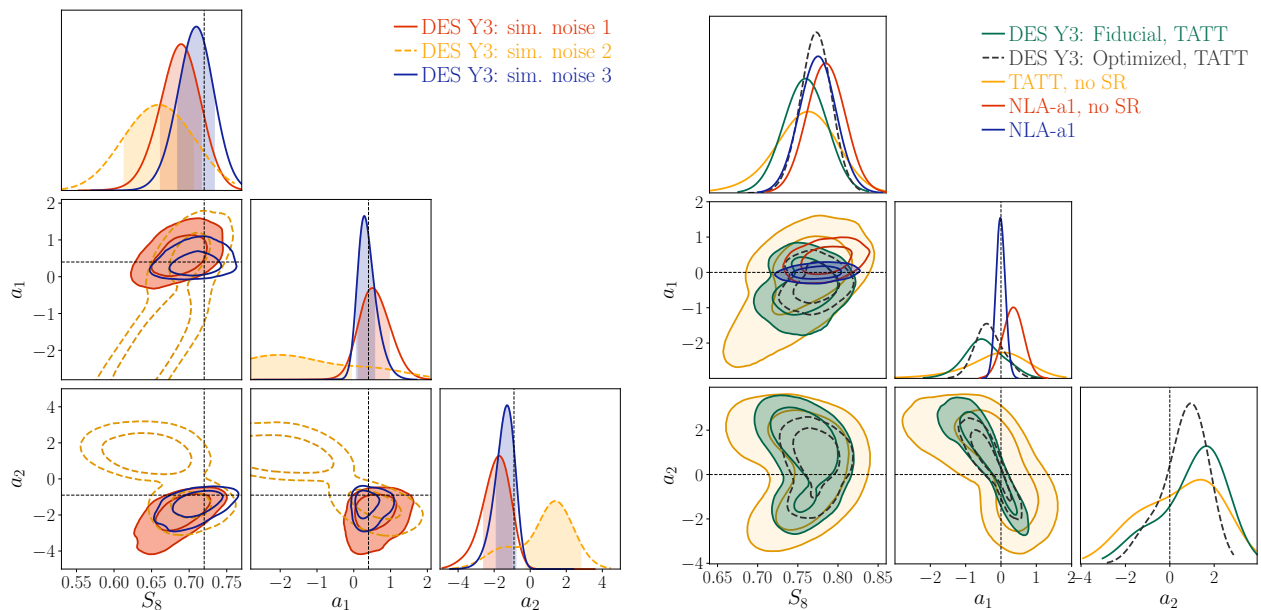 DES Y3: sim. noise 1
DES Y3: sim. noise 2
DES Y3: sim. noise 3
2
1
0
−1
−2
a₁
4
2
0
−2
−4
a₂
0.55 0.60 0.65 0.70 0.75
S₈
−2 −1 0 1 2
a₁
−4 −2 0 2 4
a₂
DES Y3: Fiducial, TATT
DES Y3: Optimized, TATT
TATT, no SR
NLA-a1, no SR
NLA-a1
2
1
0
−1
−2
a₁
2
0
−2
−4
a₂
0.65 0.70 0.75 0.80 0.85
S₈
−2 −1 0 1 2
a₁
−4 −2 0 2
a₂